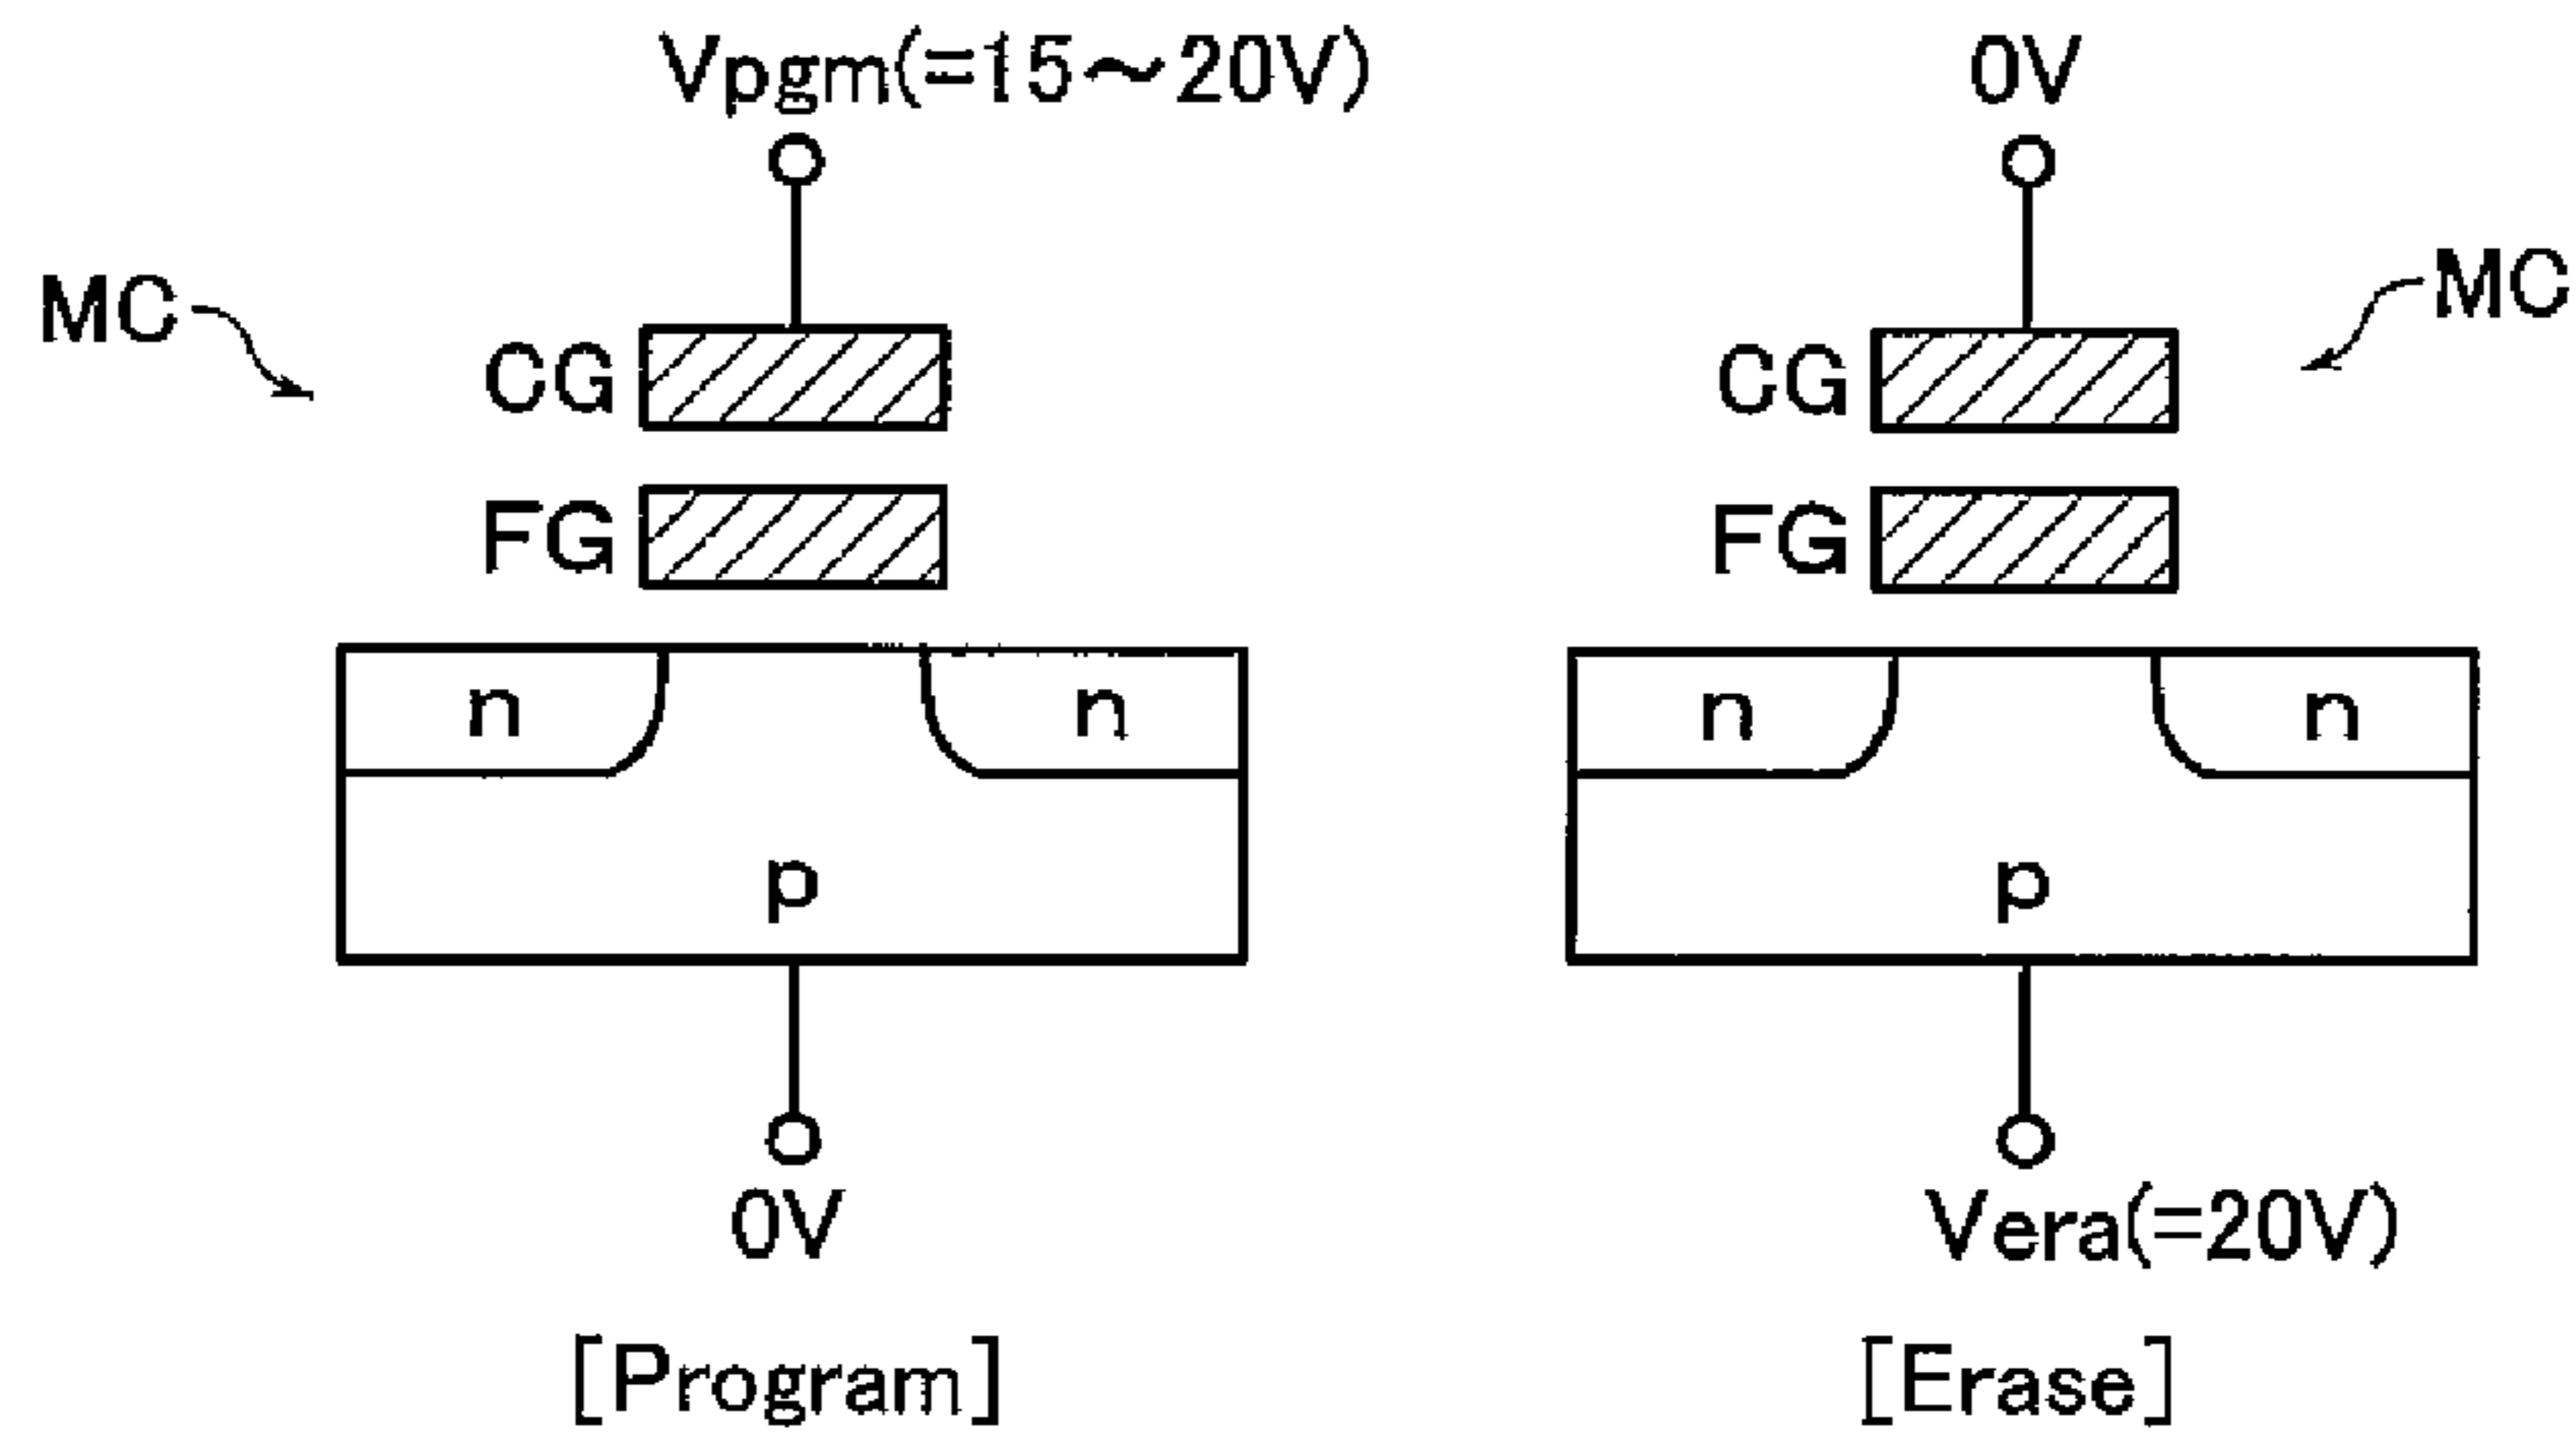 Vpgm(=15～20V)
MC
CG
FG
n
n
p
0V
[Program]
0V
MC
CG
FG
n
n
p
Vera(=20V)
[Erase]